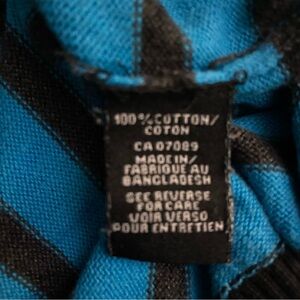 100%COTTON/
COTON
CA 07089
MADE IN/
FABRIQUE AU
BANGLADESH
SEE REVERSE
FOR CARE
VOIR VERSO
POUR ENTRETIEN